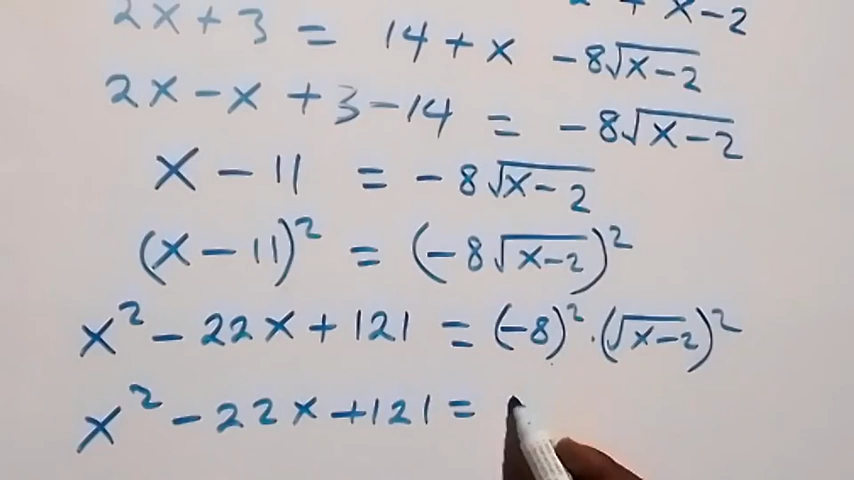 + x-2
2x + 3 = 14 + x -8√(x-2)
2x - x + 3 - 14 = -8√(x-2)
x - 11 = -8√(x-2)
(x - 11)² = (-8√(x-2))²
x² - 22x + 121 = (-8)² · (√(x-2))²
x² - 22x + 121 =